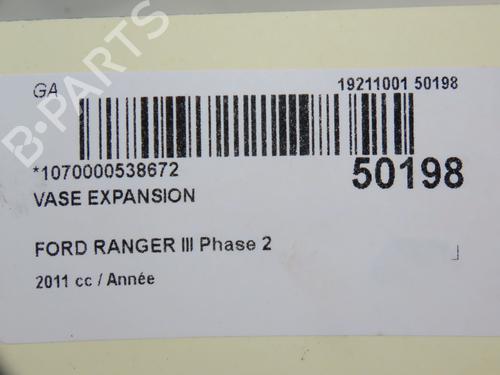 GA
19211001 50198
*1070000538672
50198
VASE EXPANSION
FORD RANGER III Phase 2
2011 cc / Année
B-PARTS